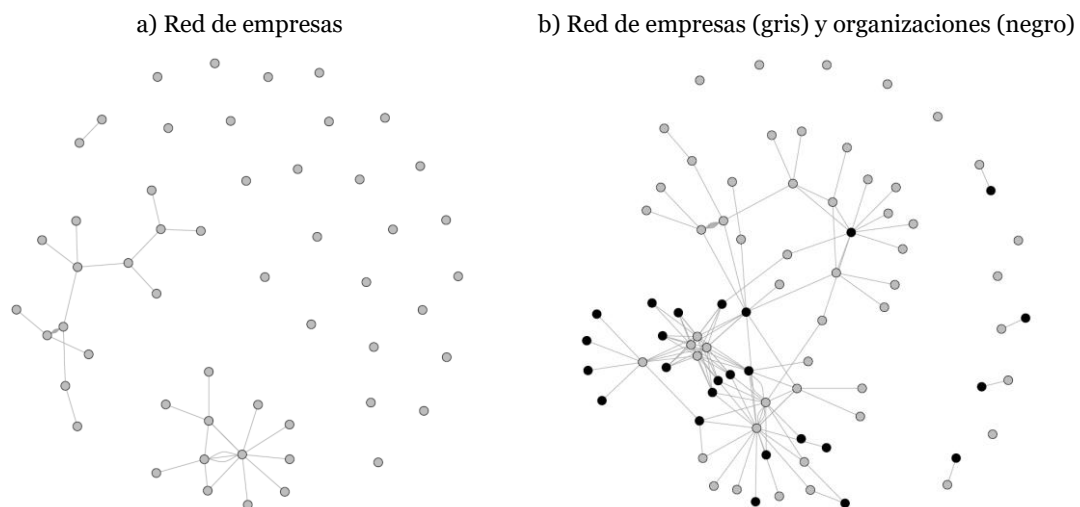 a) Red de empresas
b) Red de empresas (gris) y organizaciones (negro)